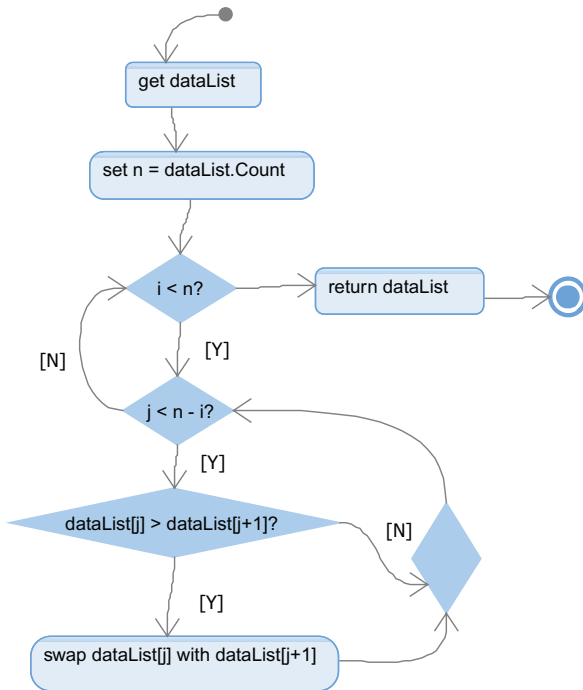 get dataList
set n = dataList.Count
i < n?
return dataList
[N]
[Y]
j < n - i?
[Y]
dataList[j] > dataList[j+1]?
[N]
[Y]
swap dataList[j] with dataList[j+1]